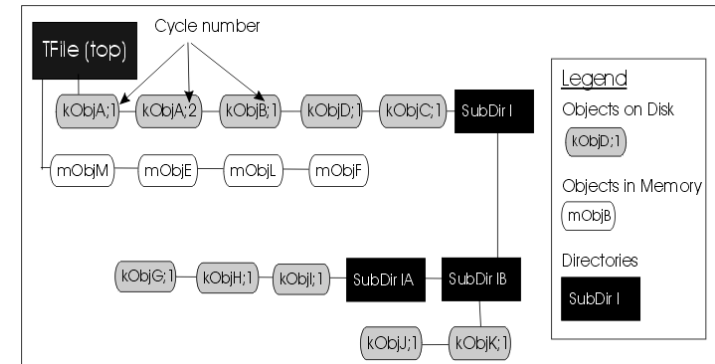 Cycle number
TFile (top)
kObjA;1 kObjA;2 kObjB;1 kObjD;1 kObjC;1 SubDir I
mObjM mObjE mObjL mObjF
kObjG;1 kObjH;1 kObjI;1 SubDir IA SubDir IB
kObjJ;1 kObjK;1
Legend
Objects on Disk
kObjD;1
Objects in Memory
mObjB
Directories
SubDir I